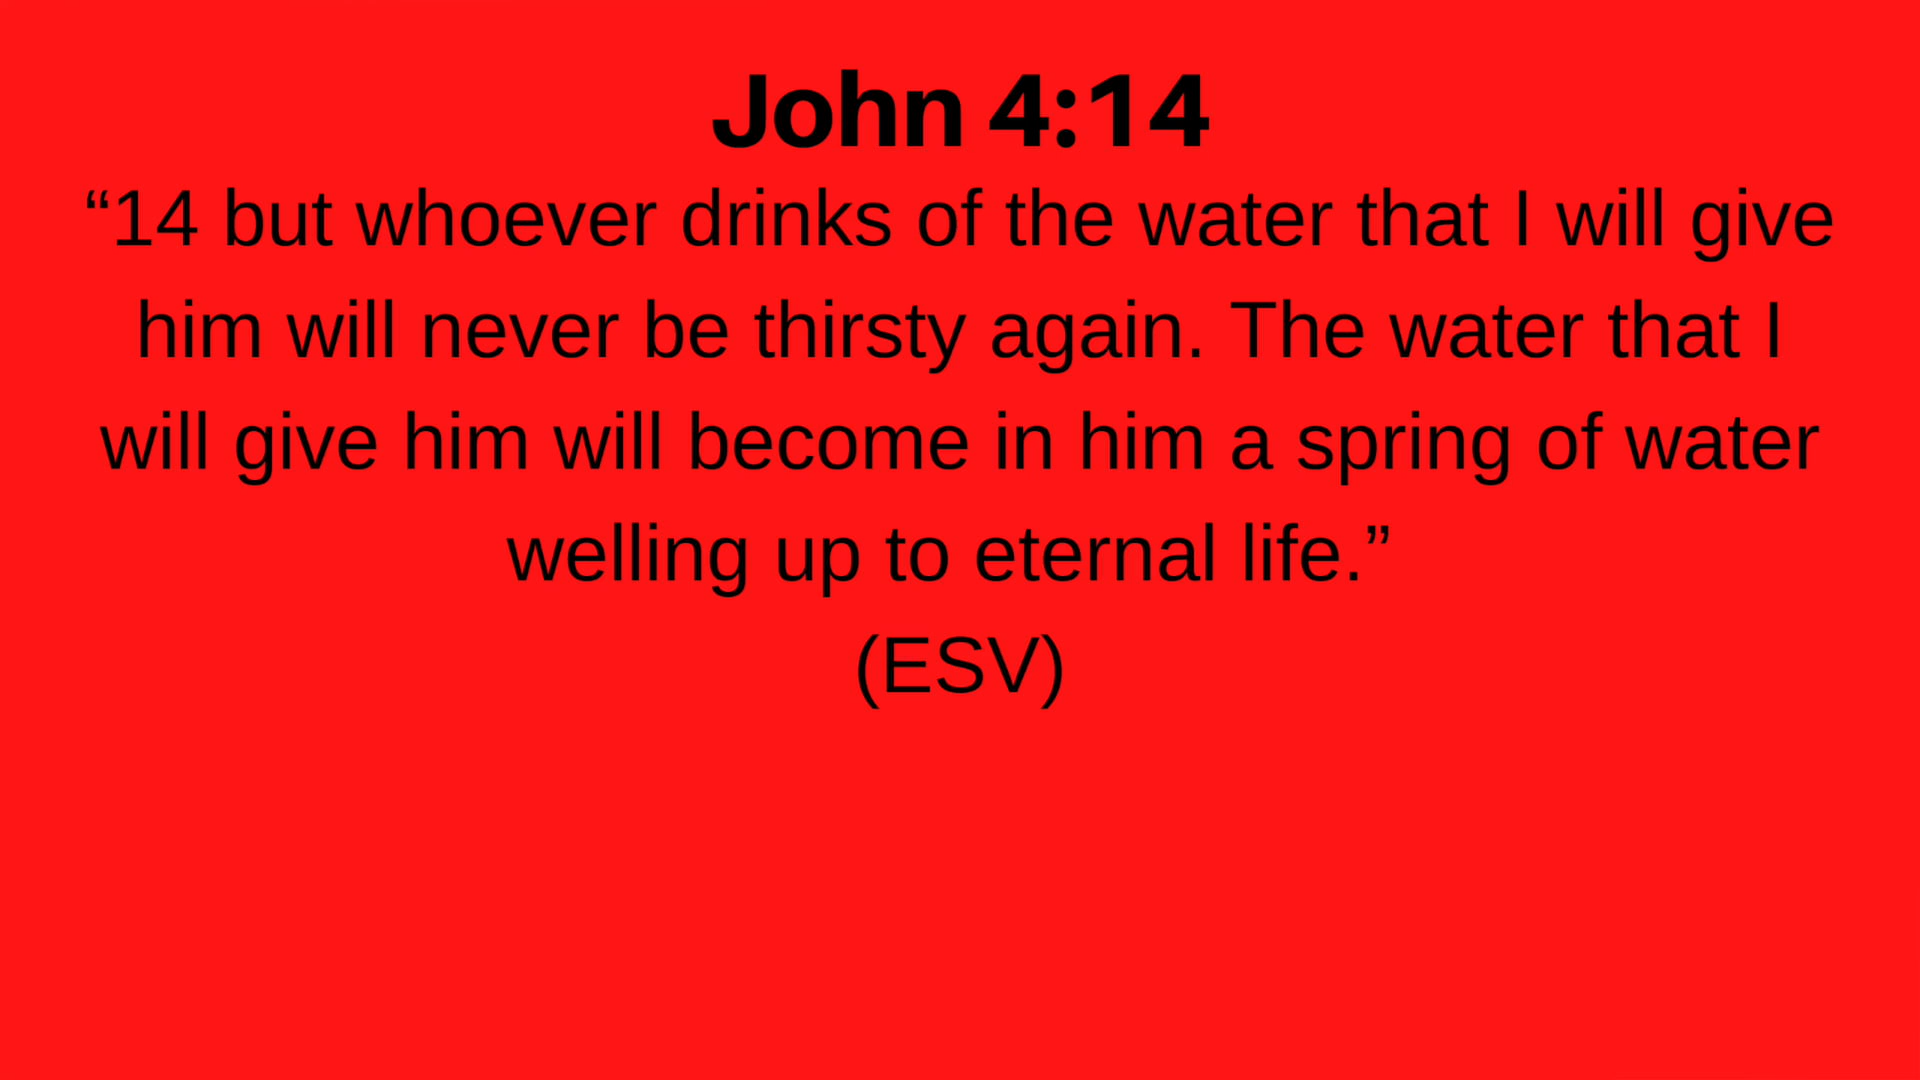 John 4:14
“14 but whoever drinks of the water that I will give
him will never be thirsty again. The water that I
will give him will become in him a spring of water
welling up to eternal life.”
(ESV)